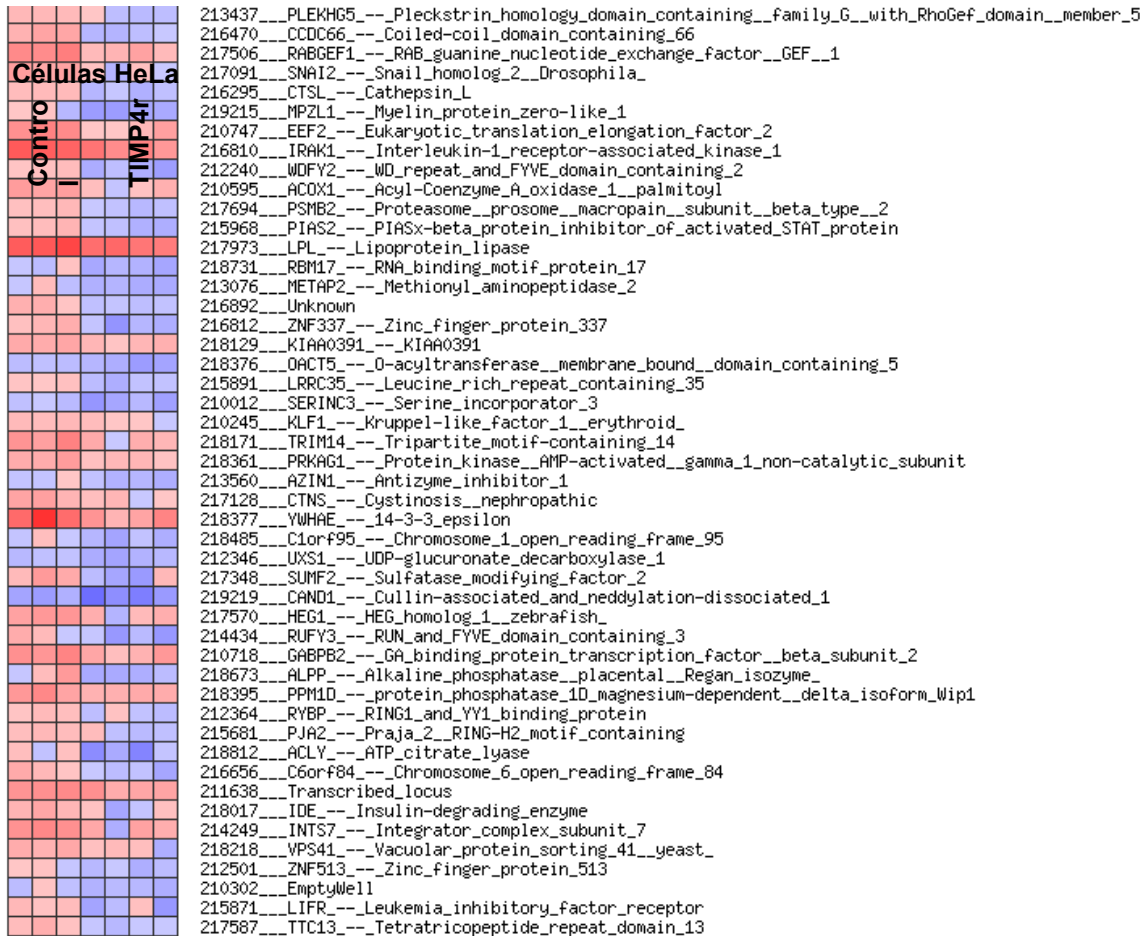 Células HeLa
Contro
l
TIMP4r
213437___PLEKHG5_--_Pleckstrin_homology_domain_containing__family_G__with_RhoGef_domain__member_5
216470___CCDC66_--_Coiled-coil_domain_containing_66
217506___RABGEF1_--_RAB_guanine_nucleotide_exchange_factor__GEF__1
217091___SNAI2_--_Snail_homolog_2__Drosophila_
216295___CTSL_--_Cathepsin_L
219215___MPZL1_--_Myelin_protein_zero-like_1
210747___EEF2_--_Eukaryotic_translation_elongation_factor_2
216810___IRAK1_--_Interleukin-1_receptor-associated_kinase_1
212240___WDFY2_--_WD_repeat_and_FYVE_domain_containing_2
210595___ACOX1_--_Acyl-Coenzyme_A_oxidase_1__palmitoyl
217694___PSMB2_--_Proteasome__prosome__macropain__subunit__beta_type__2
215968___PIAS2_--_PIASx-beta_protein_inhibitor_of_activated_STAT_protein
217973___LPL_--_Lipoprotein_lipase
218731___RBM17_--_RNA_binding_motif_protein_17
213076___METAP2_--_Methionyl_aminopeptidase_2
216892___Unknown
216812___ZNF337_--_Zinc_finger_protein_337
218129___KIAA0391_--_KIAA0391
218376___OACT5_--_O-acyltransferase__membrane_bound__domain_containing_5
215891___LRRC35_--_Leucine_rich_repeat_containing_35
210012___SERINC3_--_Serine_incorporator_3
210245___KLF1_--_Kruppel-like_factor_1__erythroid_
218171___TRIM14_--_Tripartite_motif-containing_14
218361___PRKAG1_--_Protein_kinase__AMP-activated__gamma_1_non-catalytic_subunit
213560___AZIN1_--_Antizyme_inhibitor_1
217128___CTNS_--_Cystinosis__nephropathic
218377___YWHAE_--_14-3-3_epsilon
218485___C1orf95_--_Chromosome_1_open_reading_frame_95
212346___UXS1_--_UDP-glucuronate_decarboxylase_1
217348___SUMF2_--_Sulfatase_modifying_factor_2
219219___CAND1_--_Cullin-associated_and_neddylation-dissociated_1
217570___HEG1_--_HEG_homolog_1__zebrafish_
214434___RUFY3_--_RUN_and_FYVE_domain_containing_3
210718___GABPB2_--_GA_binding_protein_transcription_factor__beta_subunit_2
218673___ALPP_--_Alkaline_phosphatase__placental__Regan_isozyme_
218395___PPM1D_--_protein_phosphatase_1D_magnesium-dependent__delta_isoform_Wip1
212364___RYBP_--_RING1_and_YY1_binding_protein
215681___PJA2_--_Praja_2__RING-H2_motif_containing
218812___ACLY_--_ATP_citrate_lyase
216656___C6orf84_--_Chromosome_6_open_reading_frame_84
211638___Transcribed_locus
218017___IDE_--_Insulin-degrading_enzyme
214249___INTS7_--_Integrator_complex_subunit_7
218218___VPS41_--_Vacuolar_protein_sorting_41__yeast_
212501___ZNF513_--_Zinc_finger_protein_513
210302___EmptyWell
215871___LIFR_--_Leukemia_inhibitory_factor_receptor
217587___TTC13_--_Tetratricopeptide_repeat_domain_13